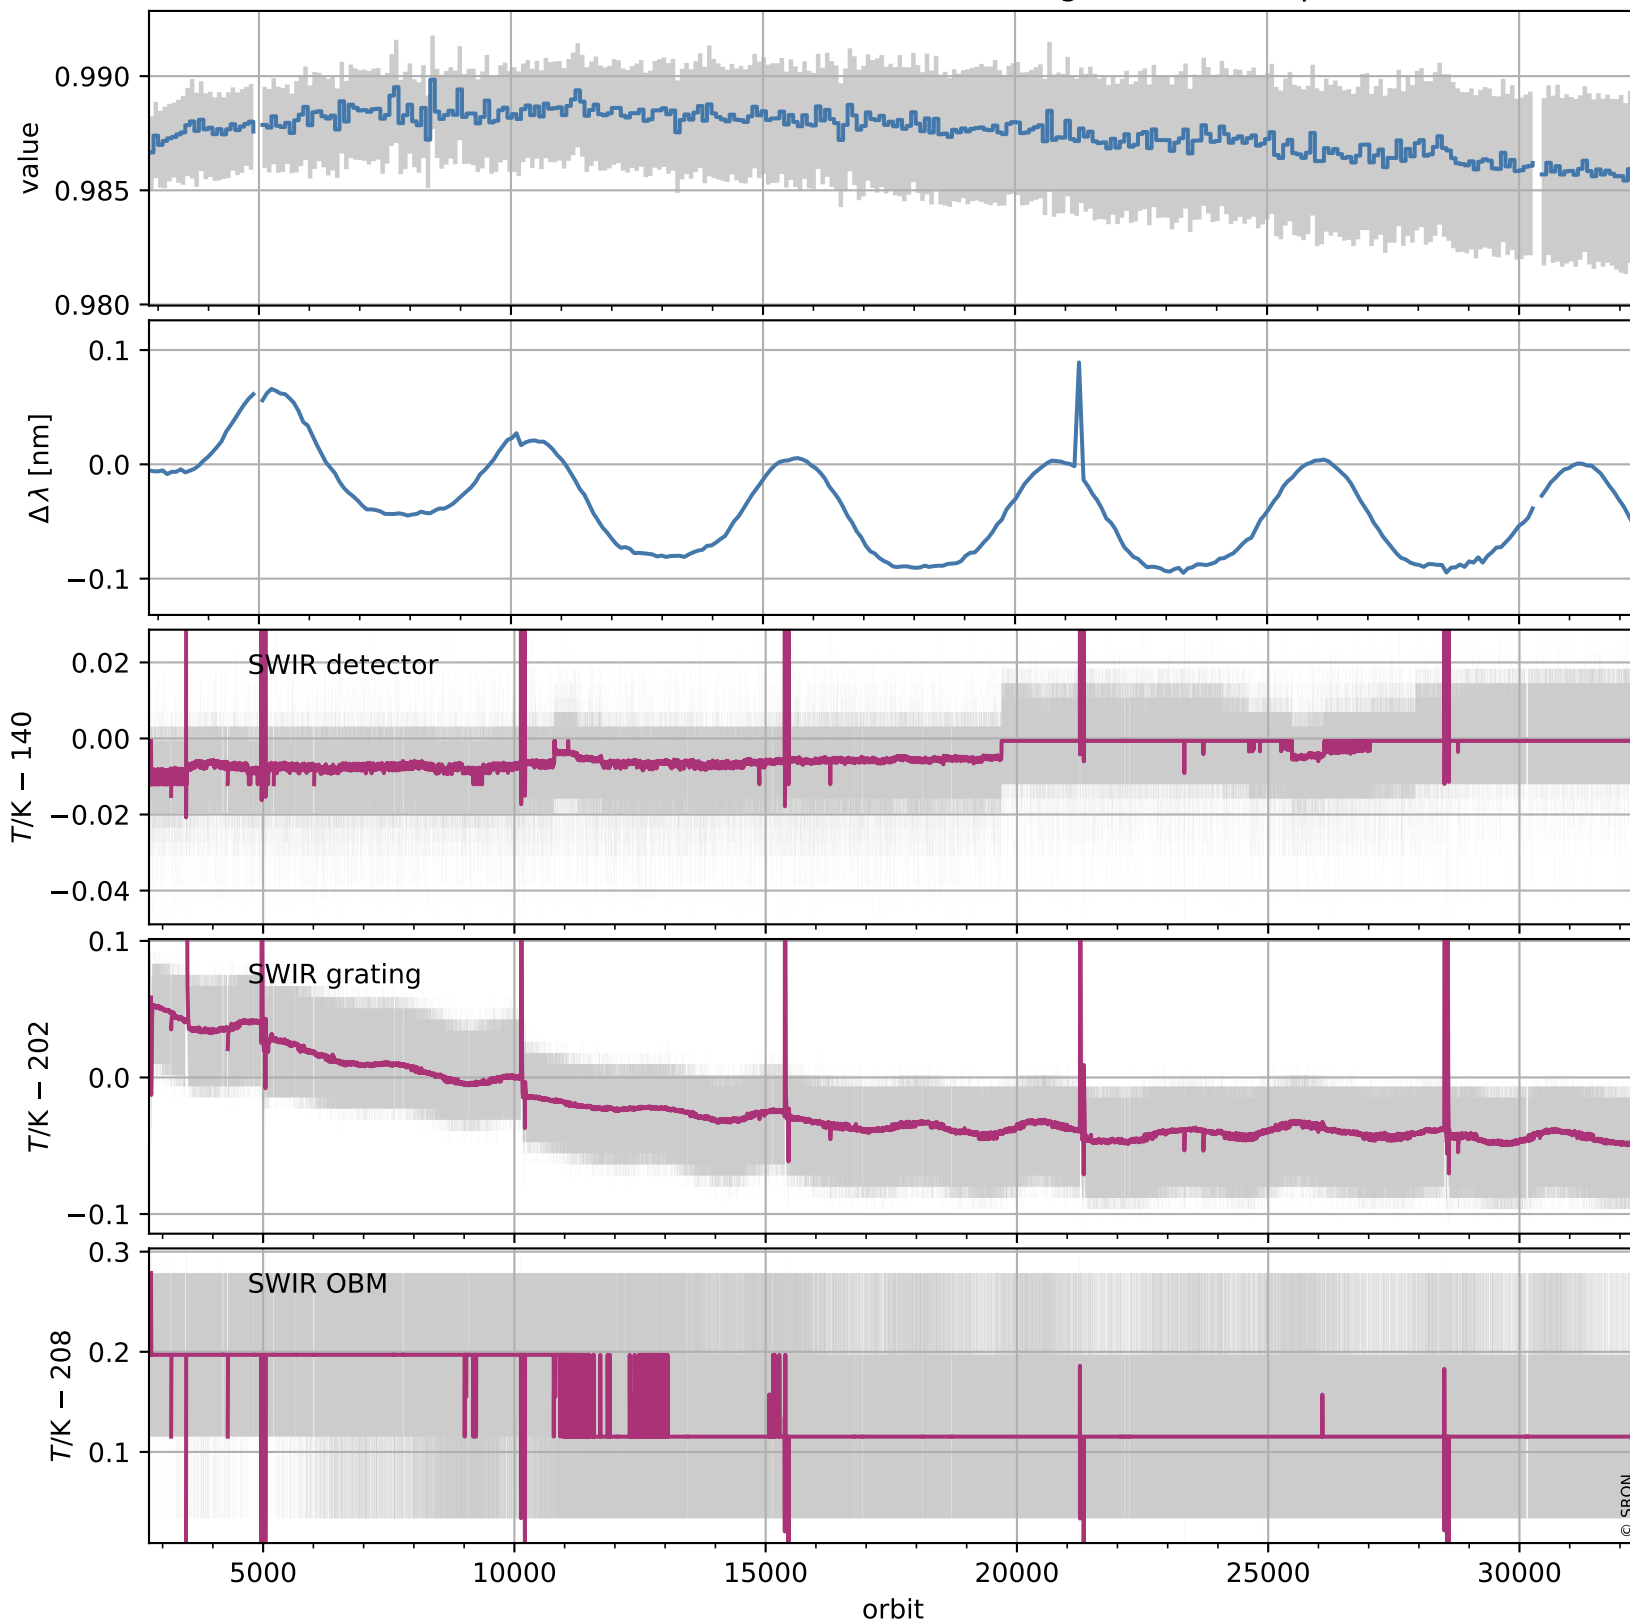 0.990
0.985
0.980
value
0.1
0.0
−0.1
Δλ [nm]
SWIR detector
0.02
0.00
−0.02
−0.04
T/K − 140
SWIR grating
0.1
0.0
−0.1
T/K − 202
SWIR OBM
0.3
0.2
0.1
T/K − 208
© SRON
5000 10000 15000 20000 25000 30000
orbit